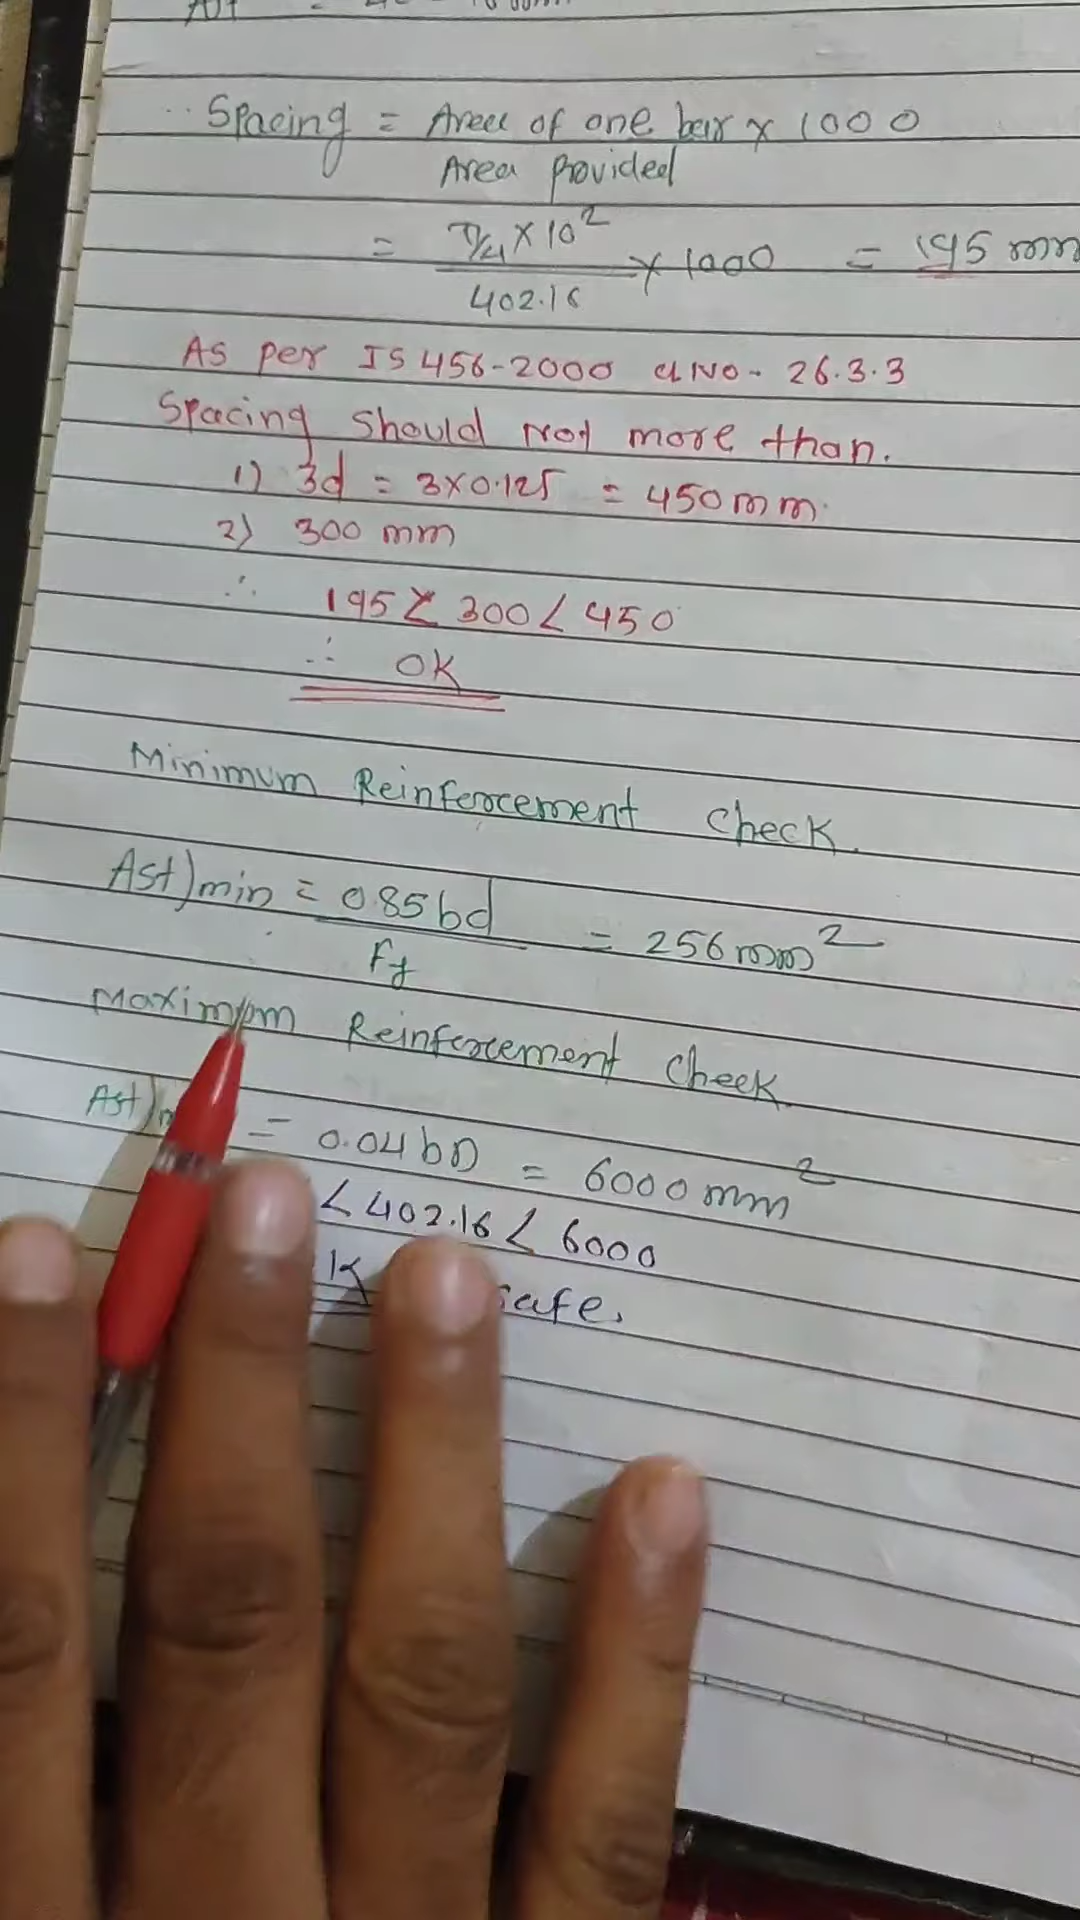 Spacing = Area of one bar x 1000
Area Provided
= π/4 x 10²
x 1000 = 195 mm
402.16
As per IS 456-2000 cl No- 26.3.3
Spacing should not more than.
1) 3d = 3x0.125 = 450 mm.
2) 300 mm
∴ 195 < 300 < 450
∴ OK
Minimum Reinforcement Check.
Ast)min = 0.85bd = 256 mm²
Fy
Maximum Reinforcement Check
Ast) = 0.04bD = 6000 mm²
< 402.16 < 6000
K safe.